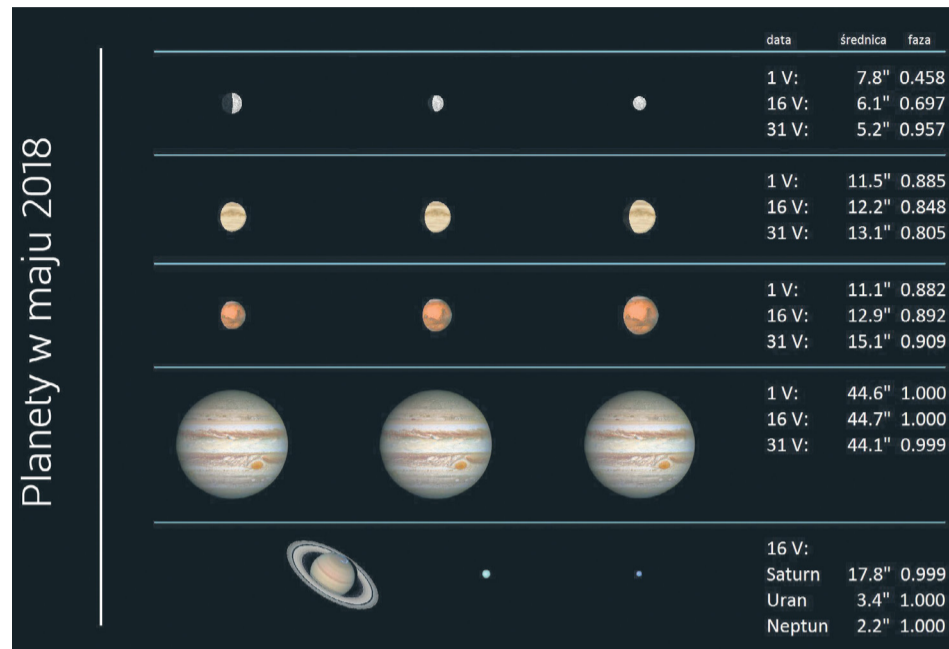 Planety w maju 2018
data średnica faza
1 V: 7.8" 0.458
16 V: 6.1" 0.697
31 V: 5.2" 0.957
1 V: 11.5" 0.885
16 V: 12.2" 0.848
31 V: 13.1" 0.805
1 V: 11.1" 0.882
16 V: 12.9" 0.892
31 V: 15.1" 0.909
1 V: 44.6" 1.000
16 V: 44.7" 1.000
31 V: 44.1" 0.999
16 V:
Saturn 17.8" 0.999
Uran 3.4" 1.000
Neptun 2.2" 1.000